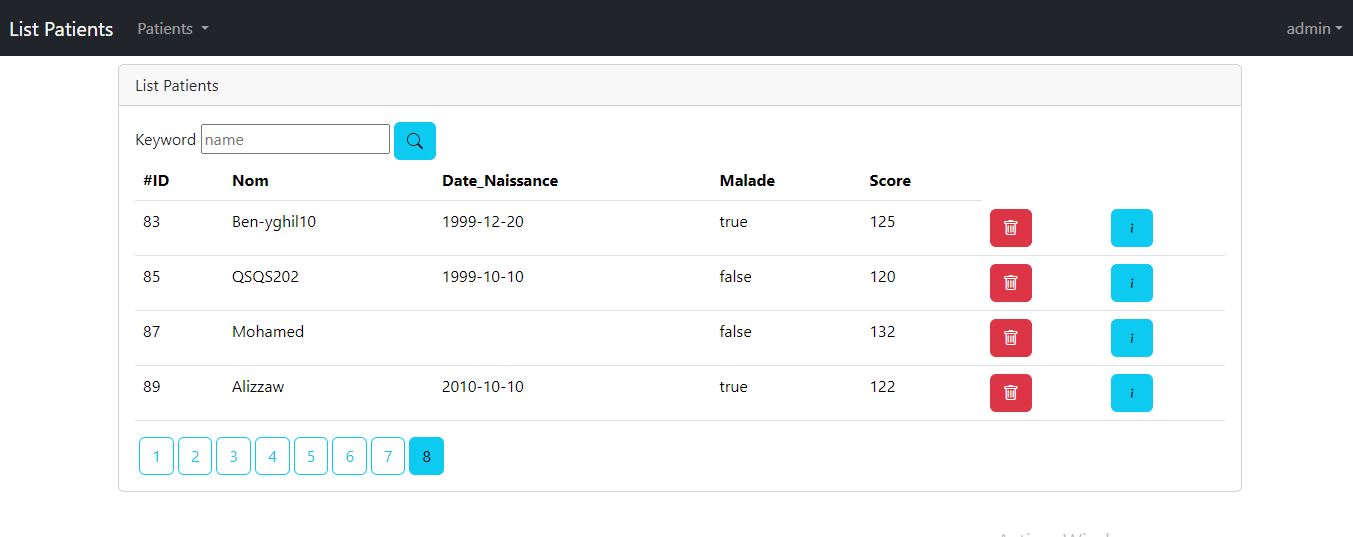 List Patients Patients admin
List Patients
Keyword name
#ID Nom Date_Naissance Malade Score
83 Ben-yghil10 1999-12-20 true 125 i
85 QSQS202 1999-10-10 false 120 i
87 Mohamed false 132 i
89 Alizzaw 2010-10-10 true 122 i
1 2 3 4 5 6 7 8